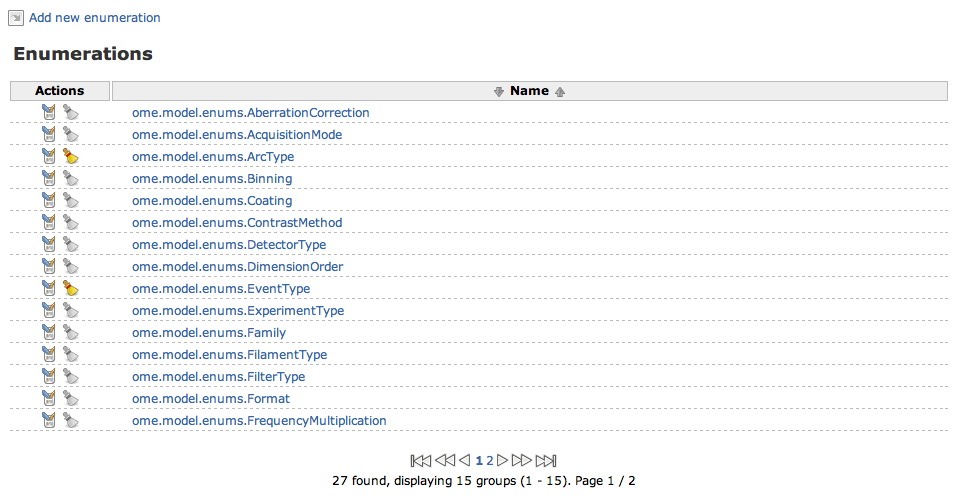 Add new enumeration
Enumerations
Actions Name
ome.model.enums.AberrationCorrection
ome.model.enums.AcquisitionMode
ome.model.enums.ArcType
ome.model.enums.Binning
ome.model.enums.Coating
ome.model.enums.ContrastMethod
ome.model.enums.DetectorType
ome.model.enums.DimensionOrder
ome.model.enums.EventType
ome.model.enums.ExperimentType
ome.model.enums.Family
ome.model.enums.FilamentType
ome.model.enums.FilterType
ome.model.enums.Format
ome.model.enums.FrequencyMultiplication
1 2
27 found, displaying 15 groups (1 - 15). Page 1 / 2